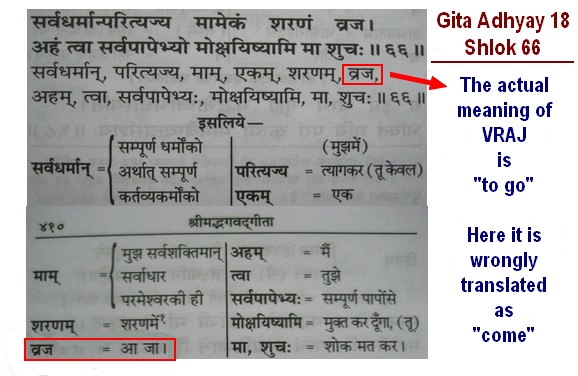 सर्वधर्मान्परित्यज्य मामेकं शरणं व्रज।
अहं त्वा सर्वपापेभ्यो मोक्षयिष्यामि मा शुचः॥६६॥
सर्वधर्मान्, परित्यज्य, माम्, एकम्, शरणम्, व्रज,
अहम्, त्वा, सर्वपापेभ्यः, मोक्षयिष्यामि, मा, शुचः॥६६॥
इसलिये—
सर्वधर्मान् = सम्पूर्ण धर्मोंको
अर्थात् सम्पूर्ण
कर्तव्यकर्मोंको
(मुझमें)
परित्यज्य = त्यागकर (तू केवल)
एकम् = एक
४१० श्रीमद्भगवद्गीता
माम् = मुझ सर्वशक्तिमान्
सर्वाधार
परमेश्वरकी ही
शरणम् = शरणमें१
व्रज = आ जा।
अहम् = मैं
त्वा = तुझे
सर्वपापेभ्यः = सम्पूर्ण पापोंसे
मोक्षयिष्यामि = मुक्त कर दूँगा, (तू)
मा, शुचः = शोक मत कर।
Gita Adhyay 18
Shlok 66
The actual
meaning of
VRAJ
is
"to go"
Here it is
wrongly
translated
as
"come"